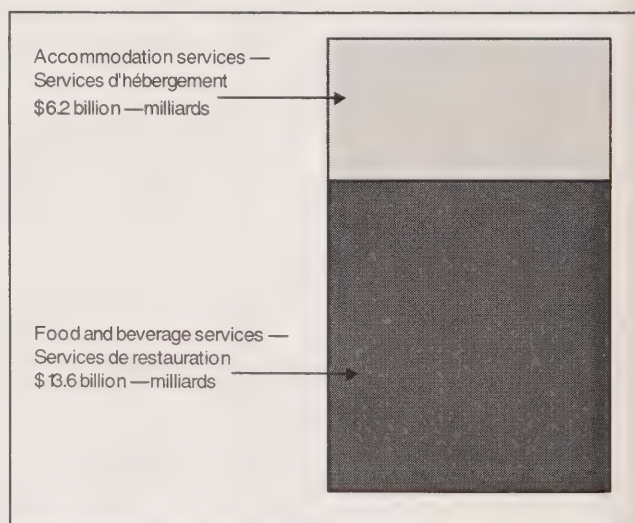 Accommodation services —
Services d'hébergement
$6.2 billion —milliards
Food and beverage services —
Services de restauration
$13.6 billion —milliards